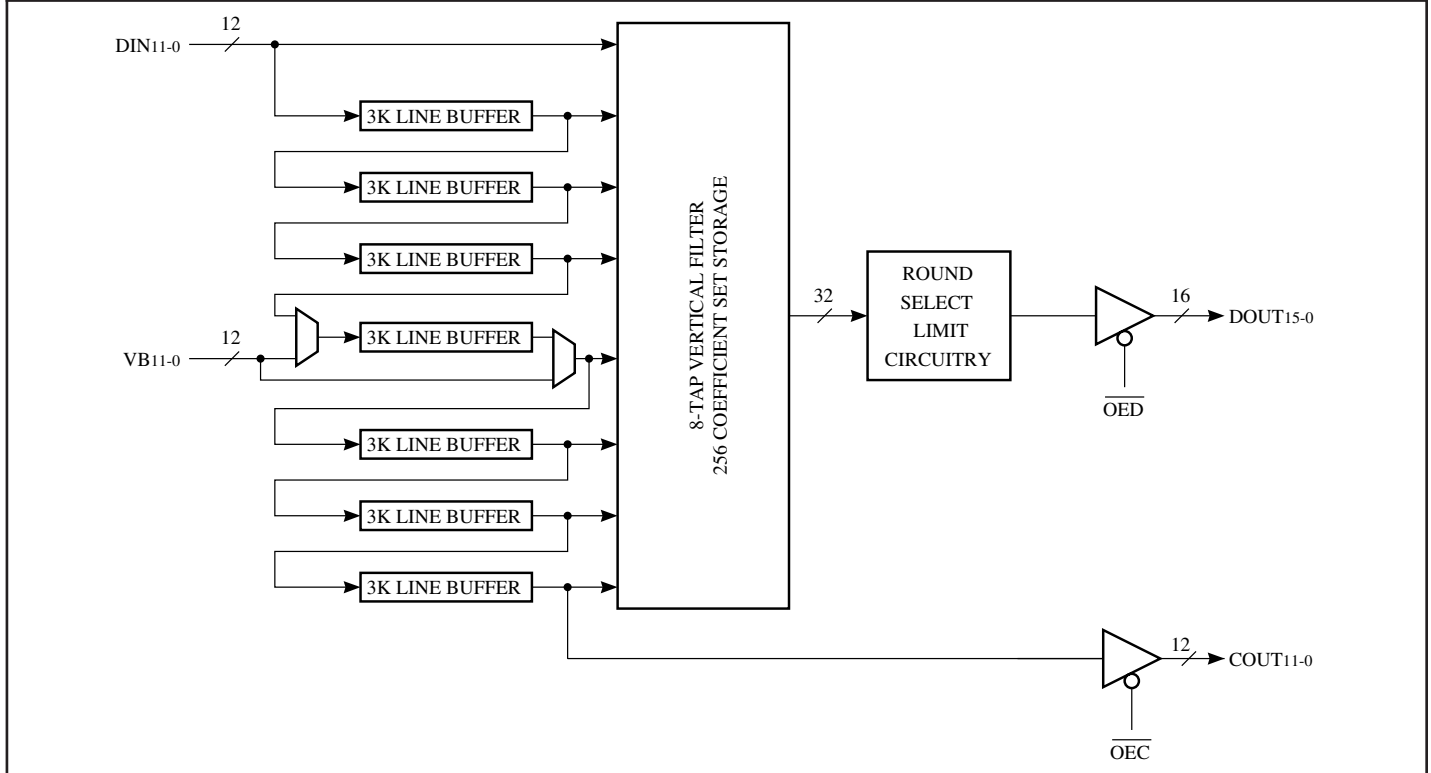 12
DIN11-0
3K LINE BUFFER
3K LINE BUFFER
3K LINE BUFFER
12
VB11-0
3K LINE BUFFER
3K LINE BUFFER
3K LINE BUFFER
3K LINE BUFFER
8-TAP VERTICAL FILTER
256 COEFFICIENT SET STORAGE
32
ROUND
SELECT
LIMIT
CIRCUITRY
16
DOUT15-0
OED
12
COUT11-0
OEC